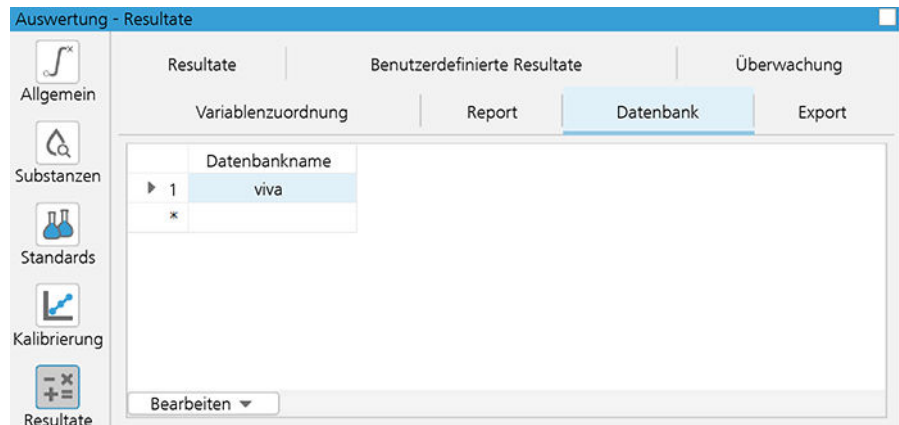 Auswertung - Resultate
Allgemein
Substanzen
Standards
Kalibrierung
Resultate
Resultate Benutzerdefinierte Resultate Überwachung
Variablenzuordnung Report Datenbank Export
Datenbankname
1 viva
*
Bearbeiten